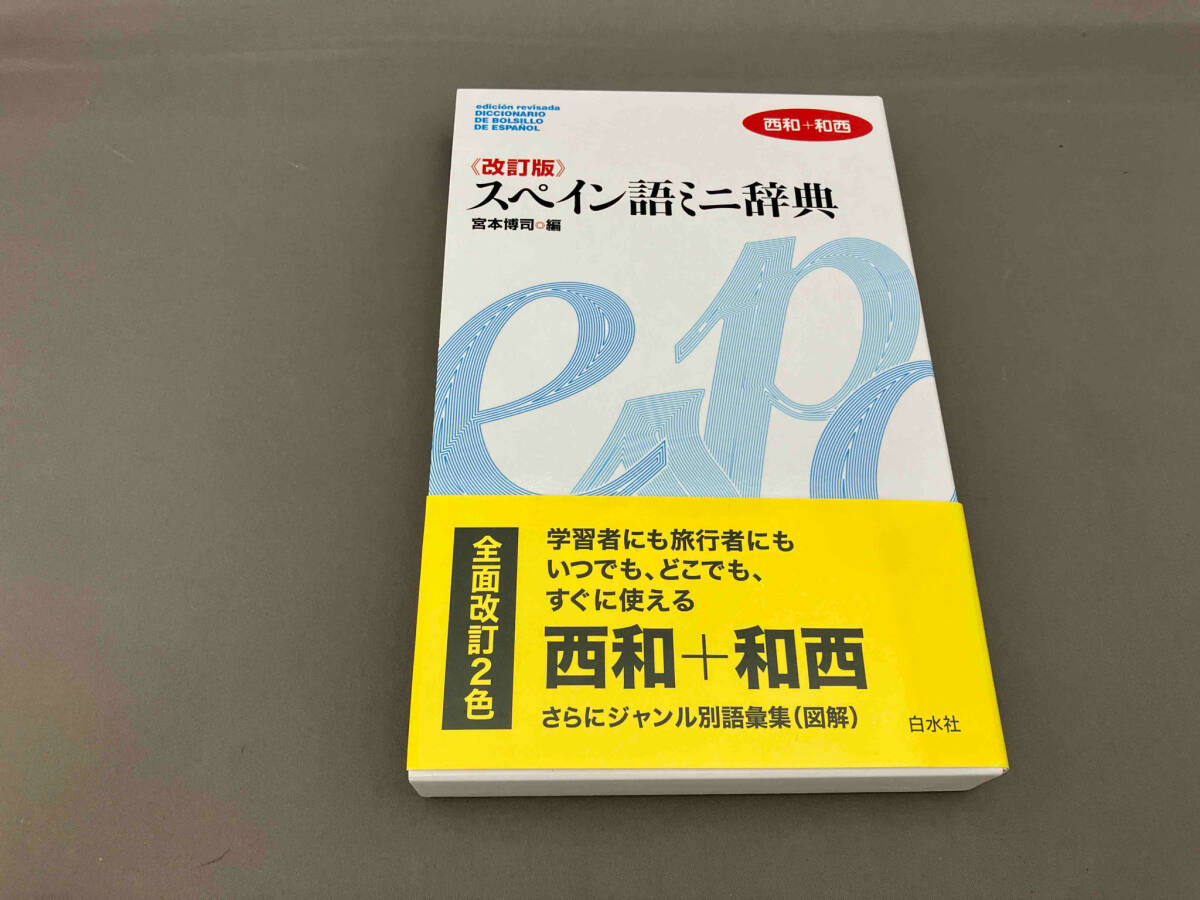 edición revisada
DICCIONARIO
DE BOLSILLO
DE ESPAÑOL
西和+和西
《改訂版》
スペイン語ミニ辞典
宮本博司○編
全面改訂2色
学習者にも旅行者にも
いつでも、どこでも、
すぐに使える
西和+和西
さらにジャンル別語彙集(図解)
白水社